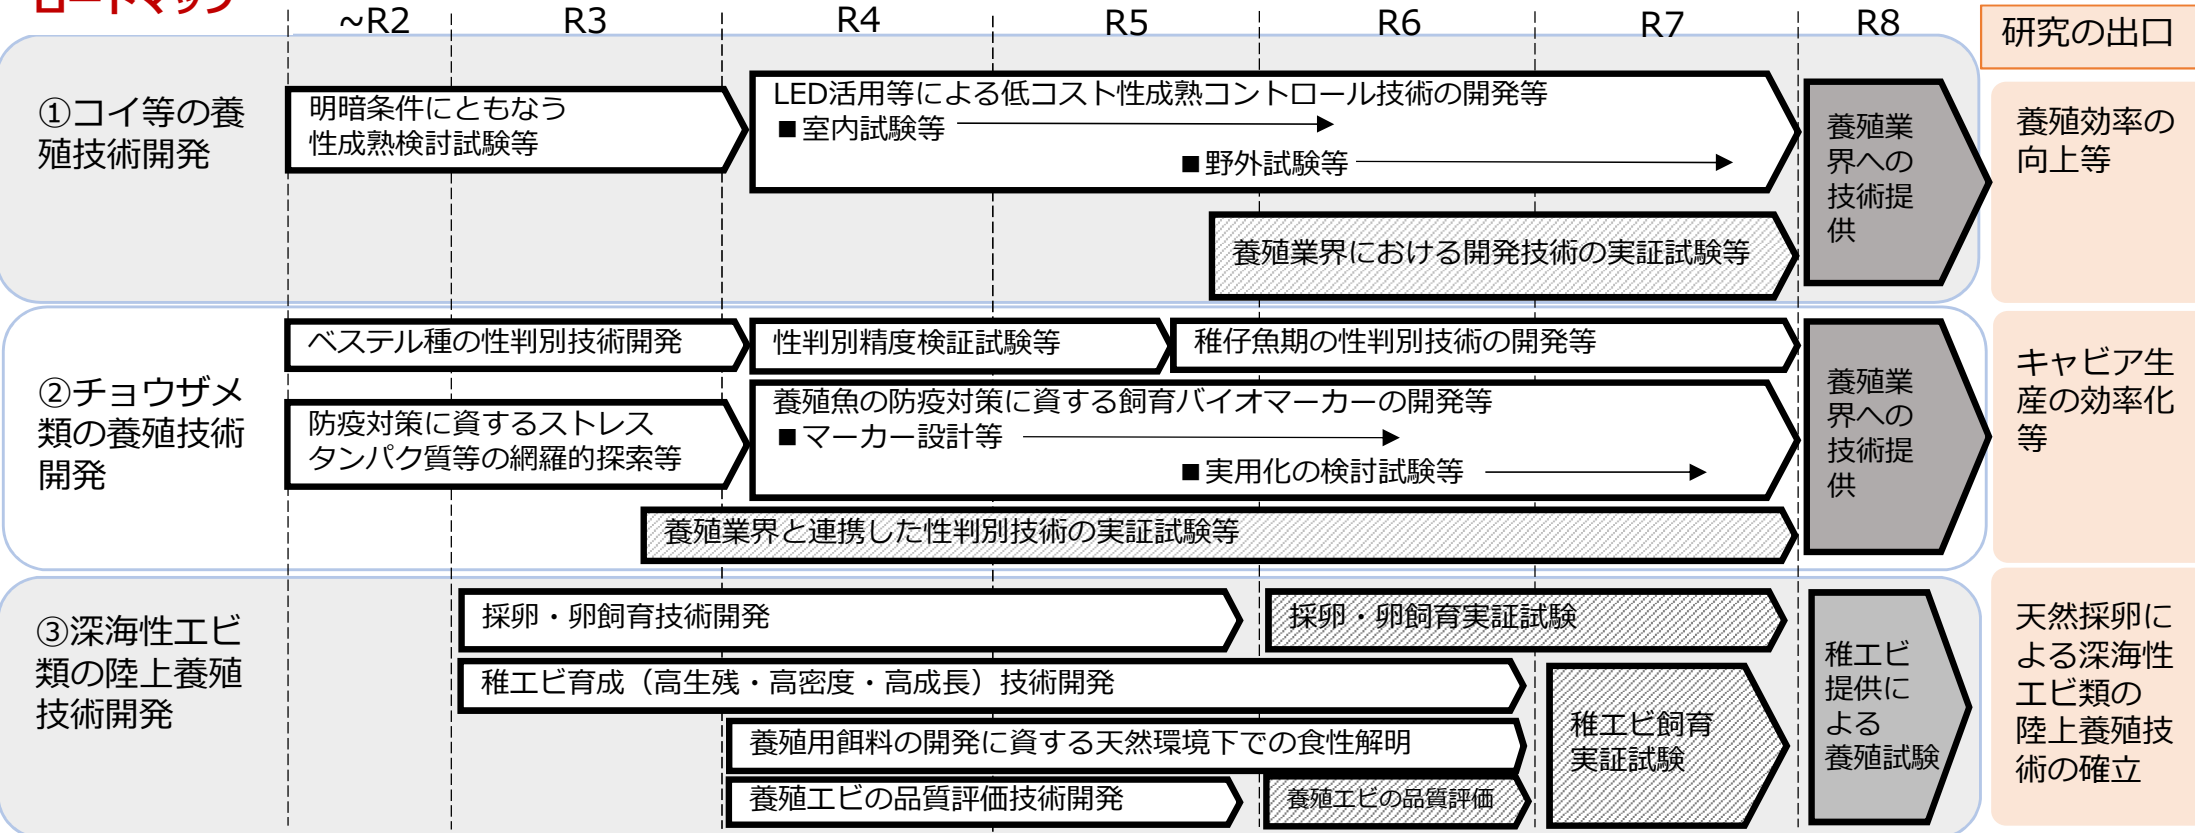 ロードマップ
~R2
R3
R4
R5
R6
R7
R8
研究の出口
①コイ等の養
殖技術開発
明暗条件にともなう
性成熟検討試験等
LED活用等による低コスト性成熟コントロール技術の開発等
■室内試験等
■野外試験等
養殖業界における開発技術の実証試験等
養殖業
界への
技術提
供
養殖効率の
向上等
②チョウザメ
類の養殖技術
開発
ベステル種の性判別技術開発
性判別精度検証試験等
稚仔魚期の性判別技術の開発等
防疫対策に資するストレス
タンパク質等の網羅的探索等
養殖魚の防疫対策に資する飼育バイオマーカーの開発等
■マーカー設計等
■実用化の検討試験等
養殖業界と連携した性判別技術の実証試験等
養殖業
界への
技術提
供
キャビア生
産の効率化
等
③深海性エビ
類の陸上養殖
技術開発
採卵・卵飼育技術開発
採卵・卵飼育実証試験
稚エビ育成（高生残・高密度・高成長）技術開発
養殖用餌料の開発に資する天然環境下での食性解明
養殖エビの品質評価技術開発
養殖エビの品質評価
稚エビ飼育
実証試験
稚エビ
提供に
よる
養殖試験
天然採卵に
よる深海性
エビ類の
陸上養殖技
術の確立